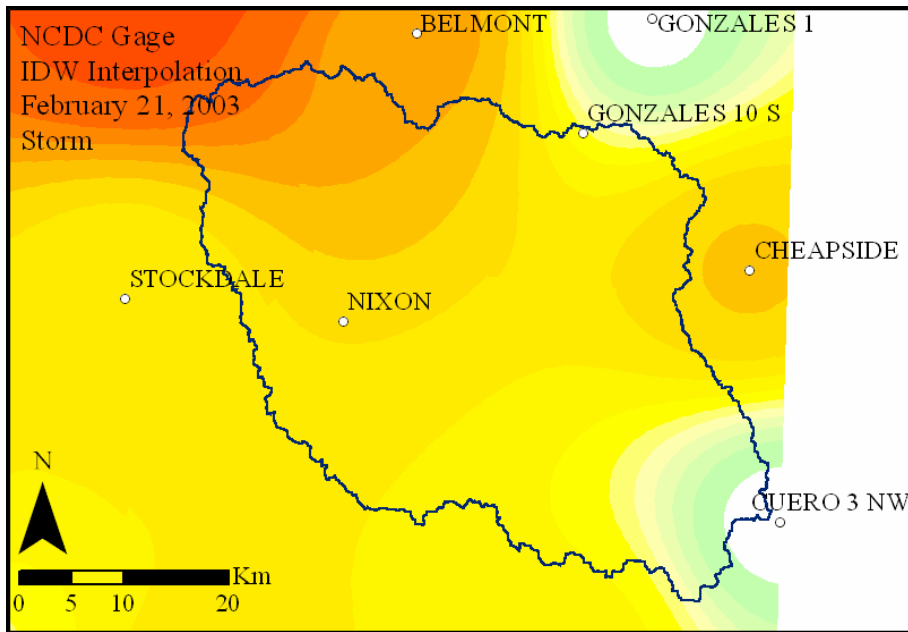 NCDC Gage
IDW Interpolation
February 21, 2003
Storm
BELMONT
GONZALES 1
GONZALES 10 S
CHEAPSIDE
STOCKDALE
NIXON
CUERO 3 NW
N
Km
0 5 10 20